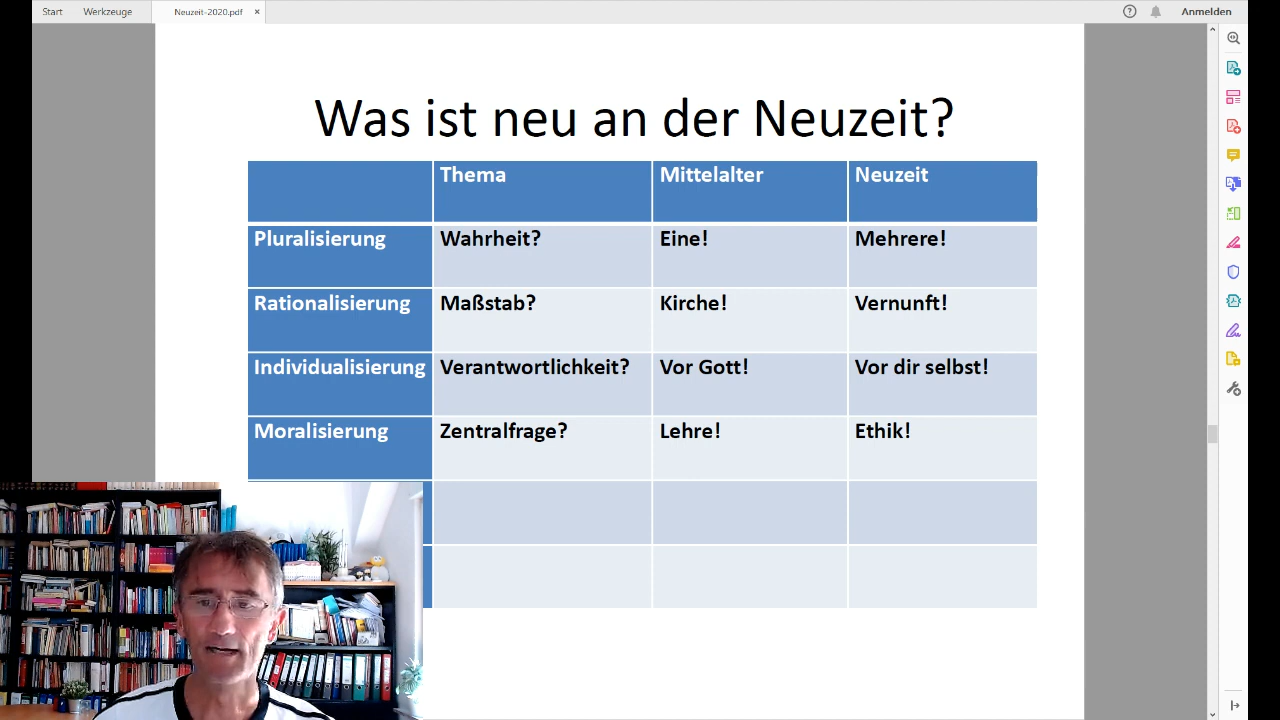 Start Werkzeuge Neuzeit-2020.pdf × Anmelden
Was ist neu an der Neuzeit?
Thema Mittelalter Neuzeit
Pluralisierung Wahrheit? Eine! Mehrere!
Rationalisierung Maßstab? Kirche! Vernunft!
Individualisierung Verantwortlichkeit? Vor Gott! Vor dir selbst!
Moralisierung Zentralfrage? Lehre! Ethik!